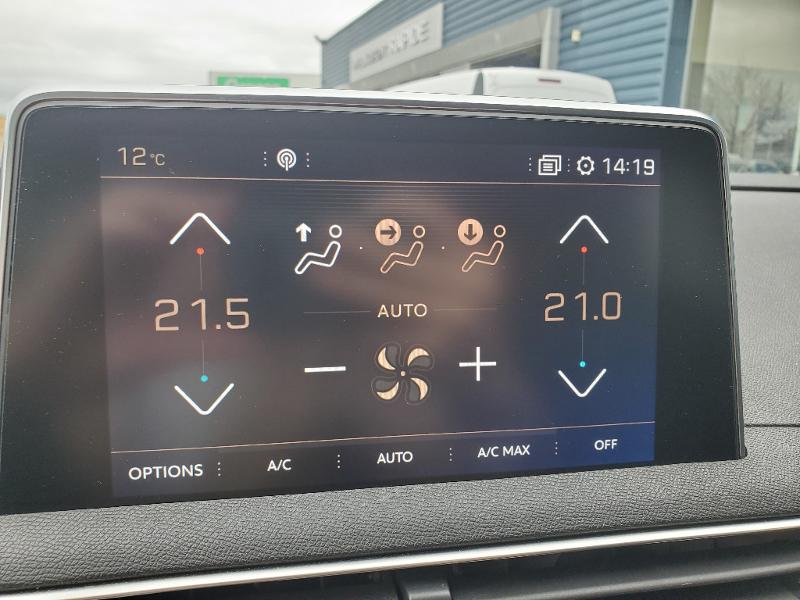 12°C
14:19
21.5
AUTO
21.0
OPTIONS
A/C
AUTO
A/C MAX
OFF